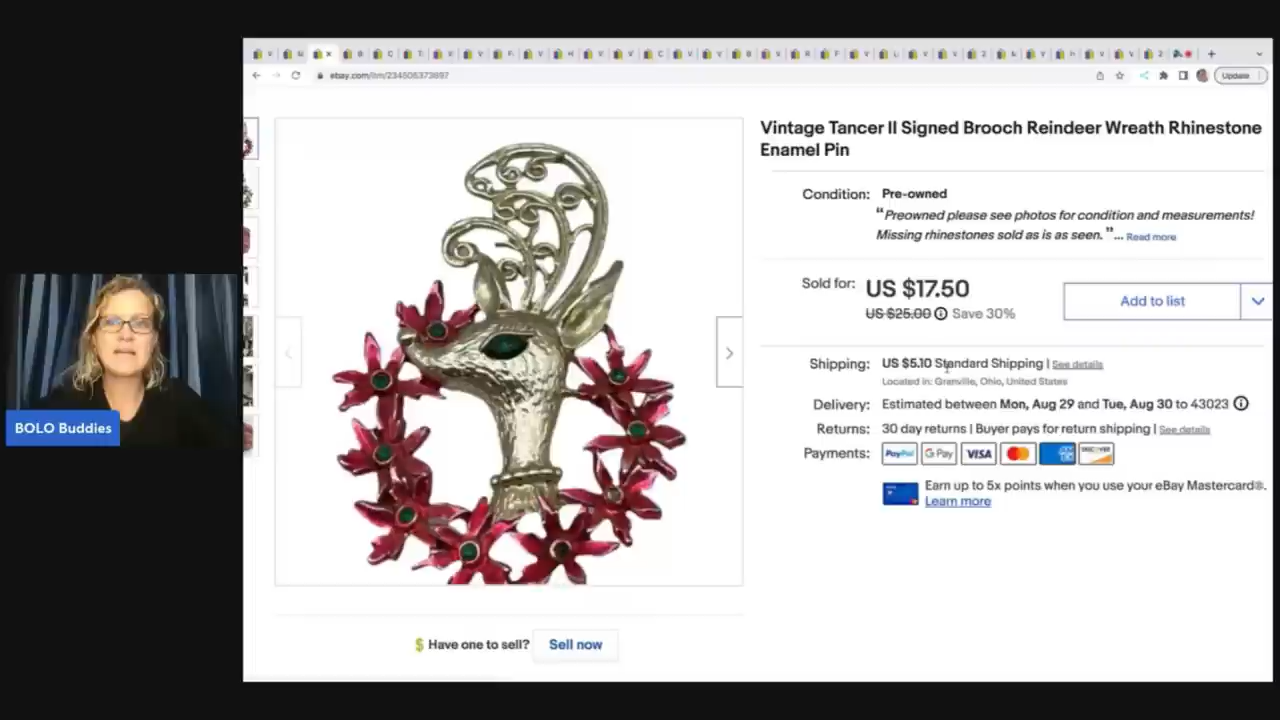 ebay.com/itm/234506373897
Update
Vintage Tancer II Signed Brooch Reindeer Wreath Rhinestone
Enamel Pin
Condition: Pre-owned
“Preowned please see photos for condition and measurements!
Missing rhinestones sold as is as seen. ”... Read more
Sold for: US $17.50
US $25.00 Save 30%
Add to list
Shipping: US $5.10 Standard Shipping | See details
Located in: Granville, Ohio, United States
Delivery: Estimated between Mon, Aug 29 and Tue, Aug 30 to 43023
Returns: 30 day returns | Buyer pays for return shipping | See details
Payments: PayPal G Pay VISA DISCOVER
Earn up to 5x points when you use your eBay Mastercard®.
Learn more
BOLO Buddies
$ Have one to sell? Sell now